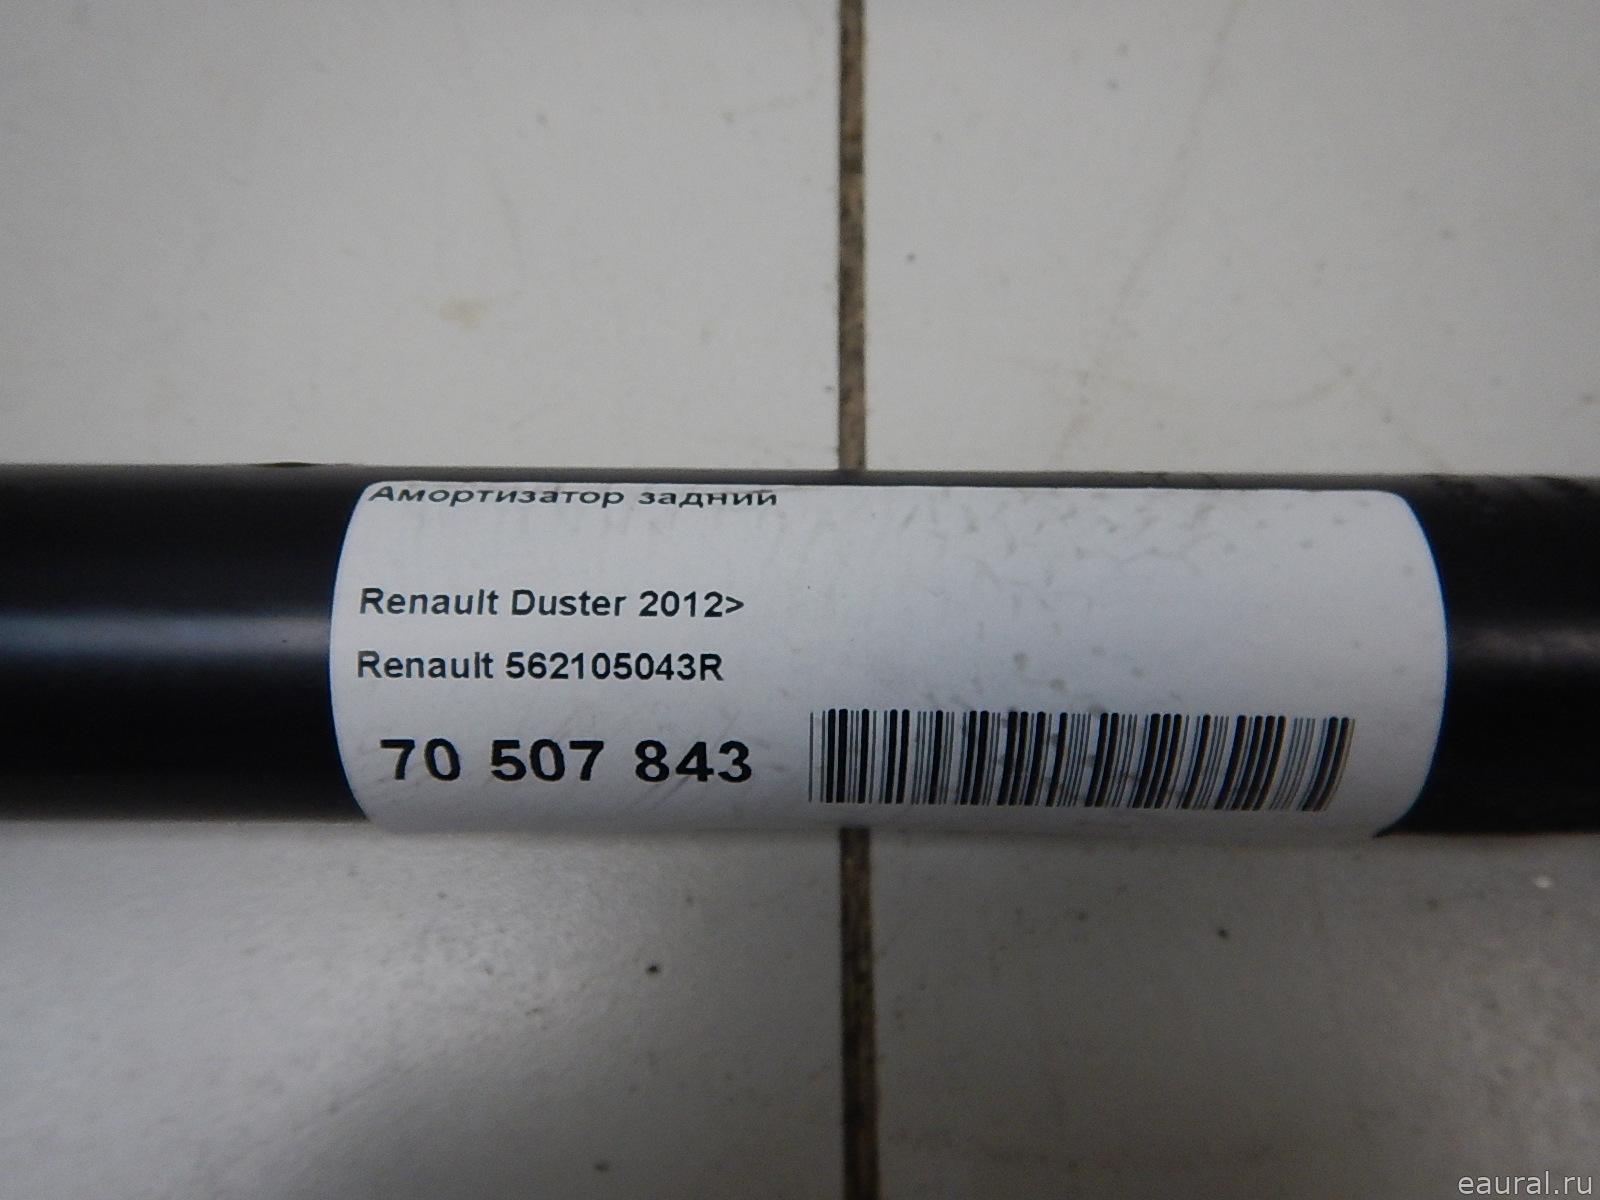 Амортизатор задний
Renault Duster 2012>
Renault 562105043R
70 507 843
eaural.ru